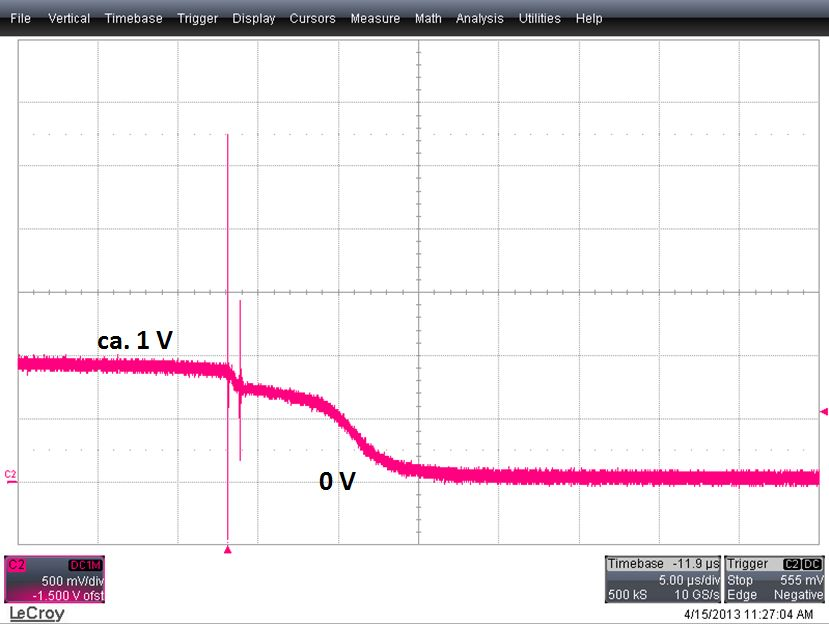 File Vertical Timebase Trigger Display Cursors Measure Math Analysis Utilities Help
ca. 1 V
C2
0 V
C2 DC1M
500 mV/div
-1.500 V ofst
Timebase -11.9 µs
5.00 µs/div
500 kS 10 GS/s
Trigger C2 DC
Stop 555 mV
Edge Negative
LeCroy
4/15/2013 11:27:04 AM